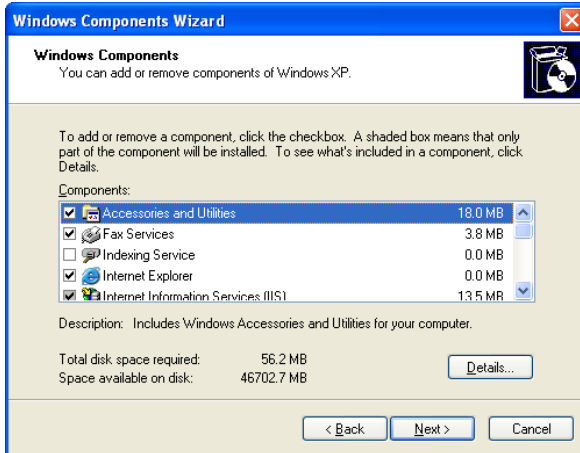 Windows Components Wizard
Windows Components
You can add or remove components of Windows XP.
To add or remove a component, click the checkbox. A shaded box means that only
part of the component will be installed. To see what's included in a component, click
Details.
Components:
Accessories and Utilities 18.0 MB
Fax Services 3.8 MB
Indexing Service 0.0 MB
Internet Explorer 0.0 MB
Internet Information Services (IIS) 13.5 MB
Description: Includes Windows Accessories and Utilities for your computer.
Total disk space required: 56.2 MB
Space available on disk: 46702.7 MB
Details...
< Back Next > Cancel